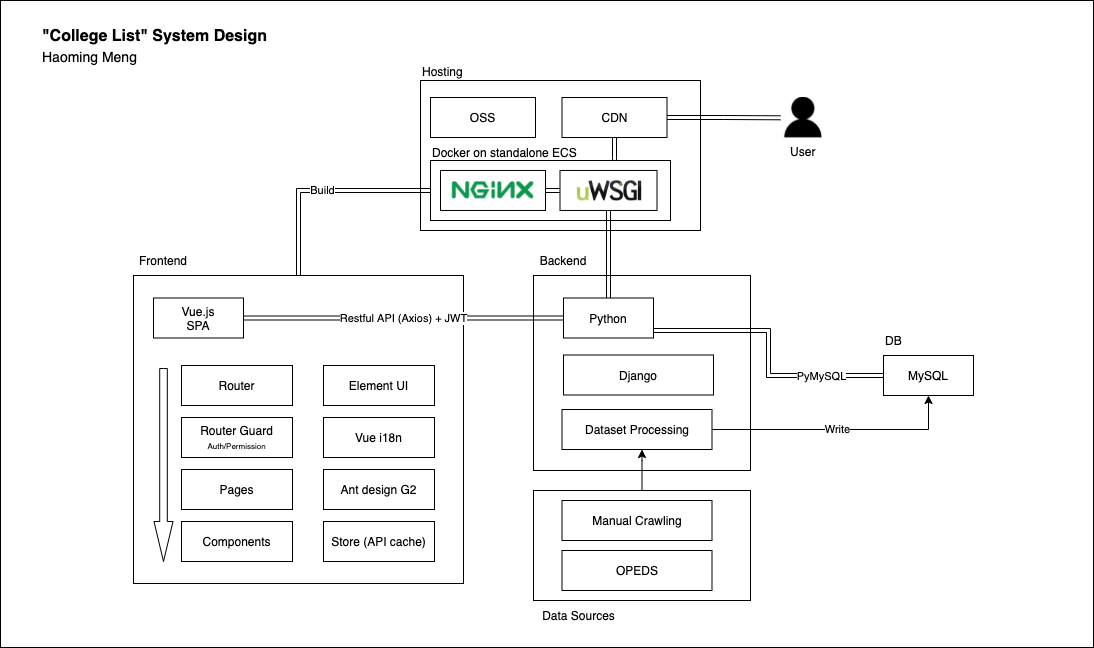 "College List" System Design
Haoming Meng
Hosting
OSS
CDN
User
Docker on standalone ECS
NGINX
uWSGI
Build
Frontend
Backend
Vue.js
SPA
Restful API (Axios) + JWT
Python
DB
PyMySQL
MySQL
Router
Element UI
Django
Router Guard
Auth/Permission
Vue i18n
Dataset Processing
Write
Pages
Ant design G2
Components
Store (API cache)
Manual Crawling
OPEDS
Data Sources